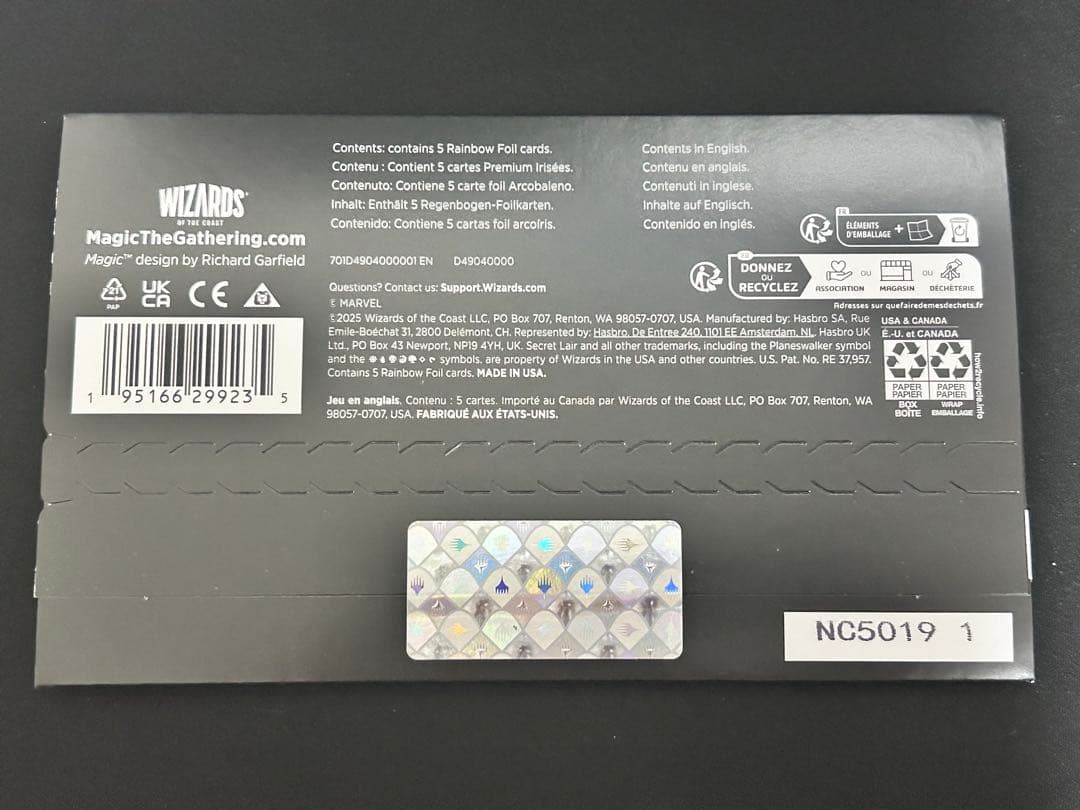 WIZARDS®
OF THE COAST
MagicTheGathering.com
Magic™ design by Richard Garfield
21
PAP
UK
CA
CE
1 95166 29923 5
Contents: contains 5 Rainbow Foil cards.
Contenu : Contient 5 cartes Premium Irisées.
Contenuto: Contiene 5 carte foil Arcobaleno.
Inhalt: Enthält 5 Regenbogen-Foilkarten.
Contenido: Contiene 5 cartas foil arcoíris.
Contents in English.
Contenu en anglais.
Contenuti in inglese.
Inhalte auf Englisch.
Contenido en inglés.
701D4904000001 EN D49040000
Questions? Contact us: Support.Wizards.com
MARVEL
©2025 Wizards of the Coast LLC, PO Box 707, Renton, WA 98057-0707, USA. Manufactured by: Hasbro SA, Rue
Emile-Boéchat 31, 2800 Delémont, CH. Represented by: Hasbro, De Entree 240, 1101 EE Amsterdam, NL. Hasbro UK
Ltd., PO Box 43 Newport, NP19 4YH, UK. Secret Lair and all other trademarks, including the Planeswalker symbol
and the symbols, are property of Wizards in the USA and other countries. U.S. Pat. No. RE 37,957.
Contains 5 Rainbow Foil cards. MADE IN USA.
Jeu en anglais. Contenu : 5 cartes. Importé au Canada par Wizards of the Coast LLC, PO Box 707, Renton, WA
98057-0707, USA. FABRIQUÉ AUX ÉTATS-UNIS.
FR
ÉLÉMENTS
D'EMBALLAGE +
FR
DONNEZ
OU
RECYCLEZ
ASSOCIATION OU MAGASIN OU DÉCHÈTERIE
Adresses sur quefairedemesdechets.fr
USA & CANADA
É.-U. et CANADA
PAPER
PAPIER
BOX
BOÎTE
PAPER
PAPIER
WRAP
EMBALLAGE
how2recycle.info
NC5019 1